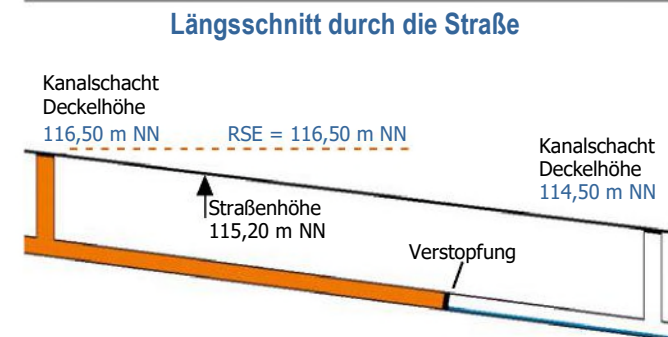 Längsschnitt durch die Straße
Kanalschacht
Deckelhöhe
116,50 m NN
RSE = 116,50 m NN
Kanalschacht
Deckelhöhe
114,50 m NN
Straßenhöhe
115,20 m NN
Verstopfung